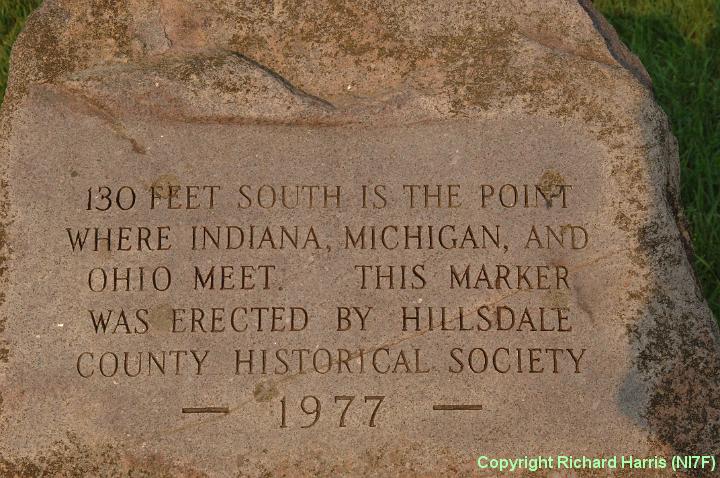 130 FEET SOUTH IS THE POINT
WHERE INDIANA, MICHIGAN, AND
OHIO MEET. THIS MARKER
WAS ERECTED BY HILLSDALE
COUNTY HISTORICAL SOCIETY
— 1977 —
Copyright Richard Harris (NI7F)